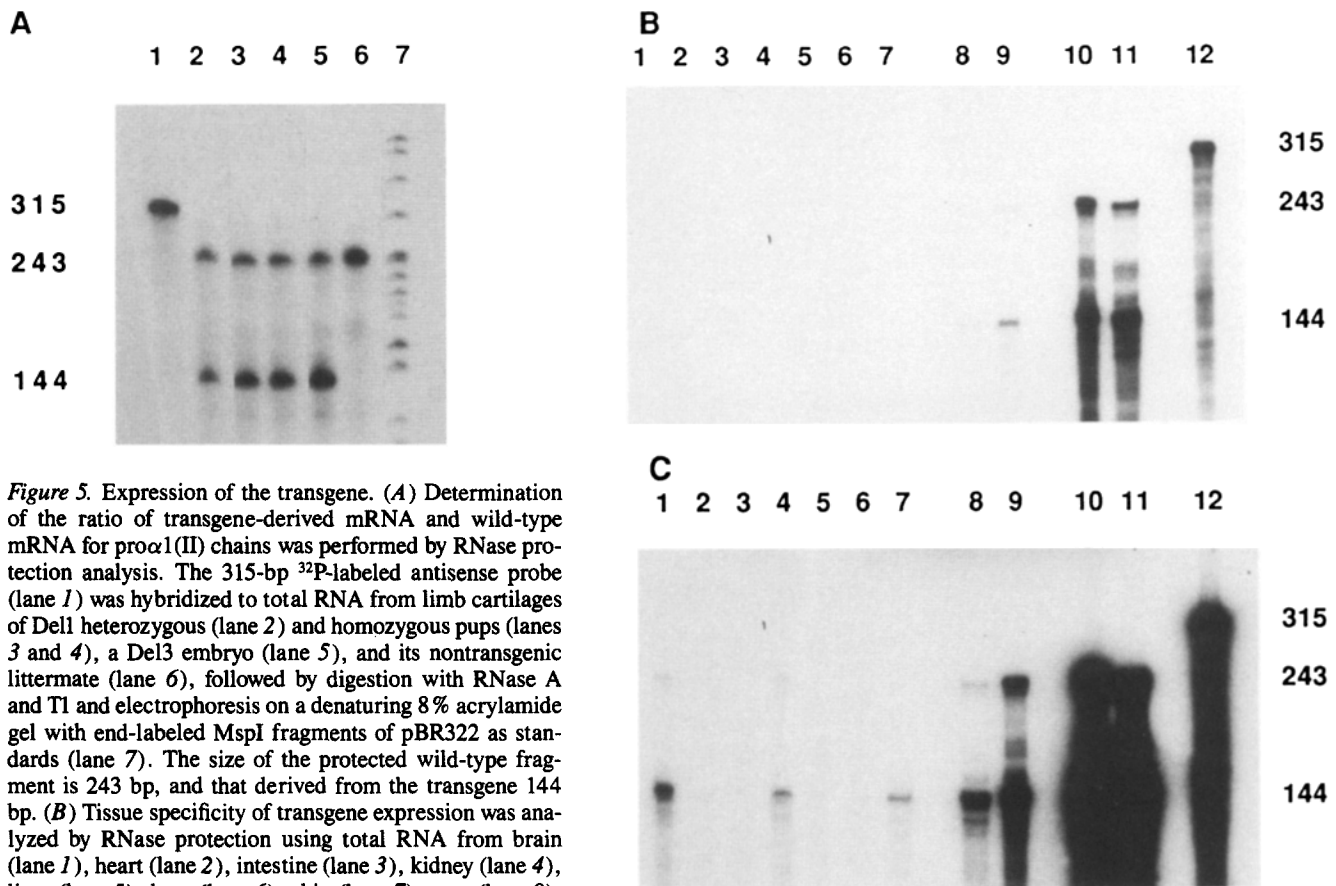 A
1 2 3 4 5 6 7
315
243
144
B
1 2 3 4 5 6 7 8 9 10 11 12
315
243
144
C
1 2 3 4 5 6 7 8 9 10 11 12
315
243
144
Figure 5. Expression of the transgene. (A) Determination
of the ratio of transgene-derived mRNA and wild-type
mRNA for proα1(II) chains was performed by RNase pro-
tection analysis. The 315-bp ³²P-labeled antisense probe
(lane 1) was hybridized to total RNA from limb cartilages
of Del1 heterozygous (lane 2) and homozygous pups (lanes
3 and 4), a Del3 embryo (lane 5), and its nontransgenic
littermate (lane 6), followed by digestion with RNase A
and T1 and electrophoresis on a denaturing 8% acrylamide
gel with end-labeled MspI fragments of pBR322 as stan-
dards (lane 7). The size of the protected wild-type frag-
ment is 243 bp, and that derived from the transgene 144
bp. (B) Tissue specificity of transgene expression was ana-
lyzed by RNase protection using total RNA from brain
(lane 1), heart (lane 2), intestine (lane 3), kidney (lane 4),